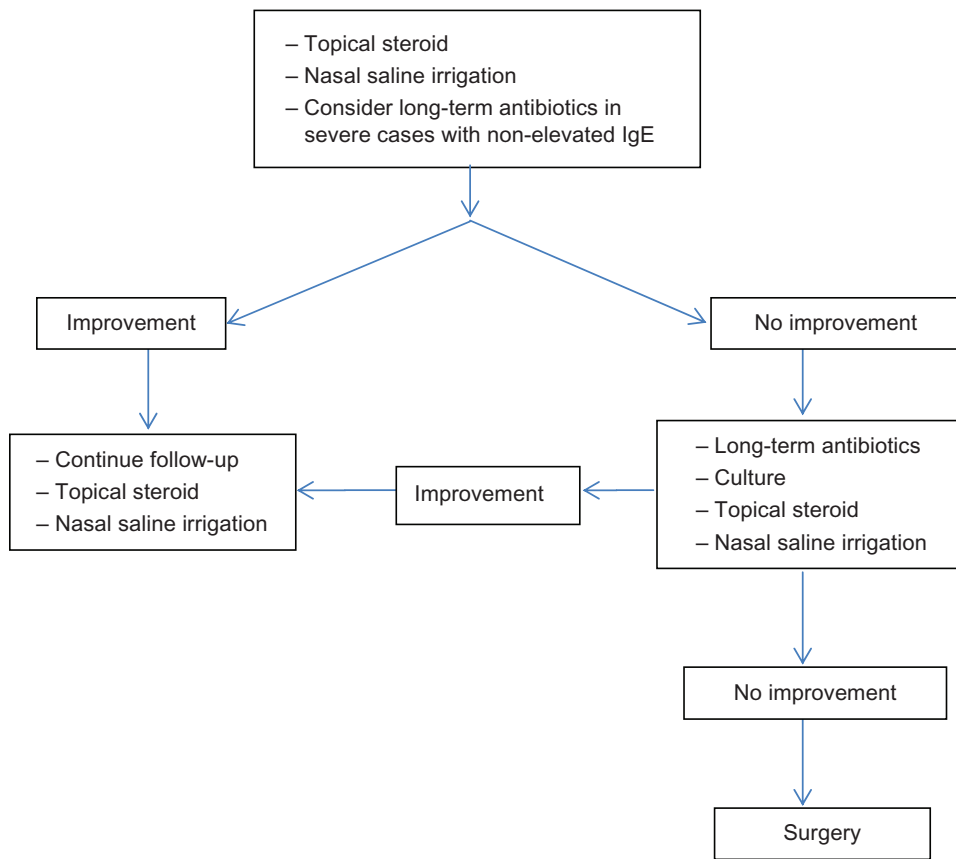 – Topical steroid
– Nasal saline irrigation
– Consider long-term antibiotics in
severe cases with non-elevated IgE
Improvement
No improvement
– Continue follow-up
– Topical steroid
– Nasal saline irrigation
Improvement
– Long-term antibiotics
– Culture
– Topical steroid
– Nasal saline irrigation
No improvement
Surgery